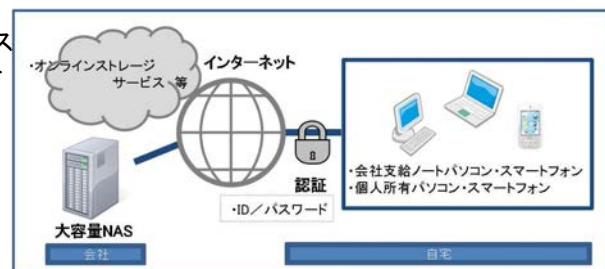 ス
・オンラインストレージ
サービス 等
インターネット
認証
・ID／パスワード
・会社支給ノートパソコン・スマートフォン
・個人所有パソコン・スマートフォン
大容量NAS
会社
自宅